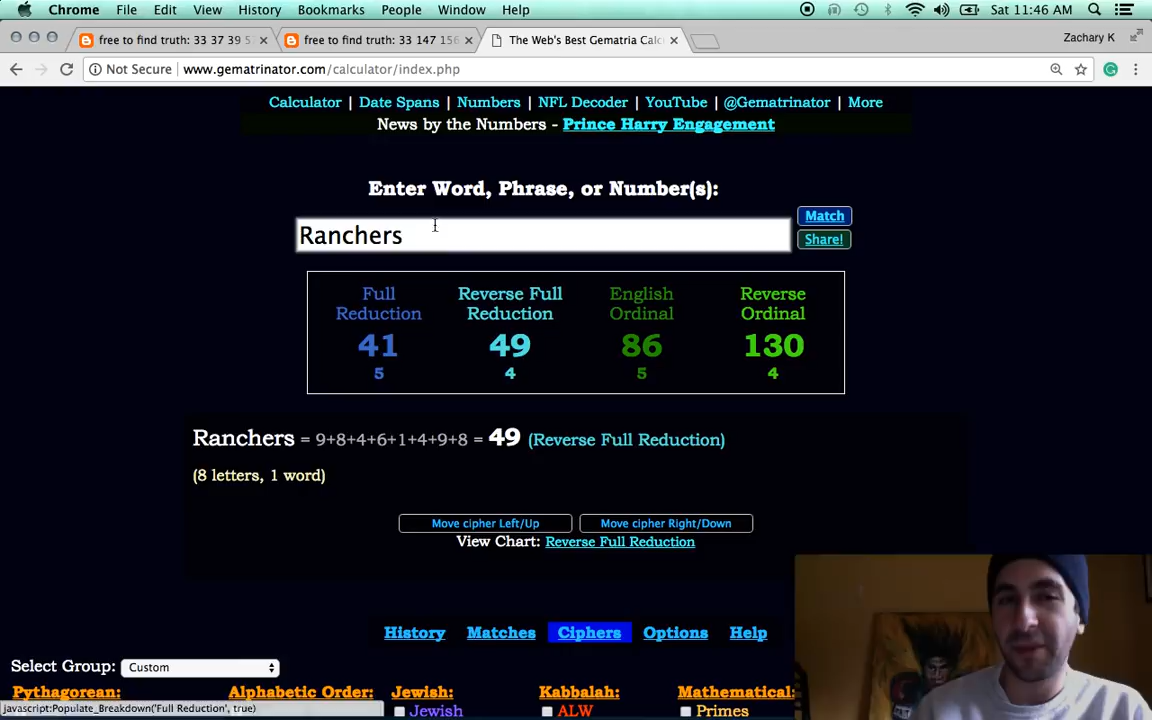 Chrome File Edit View History Bookmarks People Window Help Sat 11:46 AM
free to find truth: 33 37 39 5 free to find truth: 33 147 156 The Web's Best Gematria Calc Zachary K
Not Secure www.gematrinator.com/calculator/index.php
Calculator | Date Spans | Numbers | NFL Decoder | YouTube | @Gematrinator | More
News by the Numbers - Prince Harry Engagement
Enter Word, Phrase, or Number(s):
Match
Ranchers
Share!
Full Reduction Reverse Full Reduction English Ordinal Reverse Ordinal
41 49 86 130
5 4 5 4
Ranchers = 9+8+4+6+1+4+9+8 = 49 (Reverse Full Reduction)
(8 letters, 1 word)
Move cipher Left/Up Move cipher Right/Down
View Chart: Reverse Full Reduction
History Matches Ciphers Options Help
Select Group: Custom
Pythagorean: Alphabetic Order: Jewish: Kabbalah: Mathematical:
javascript:Populate_Breakdown('Full Reduction', true) Jewish ALW Primes